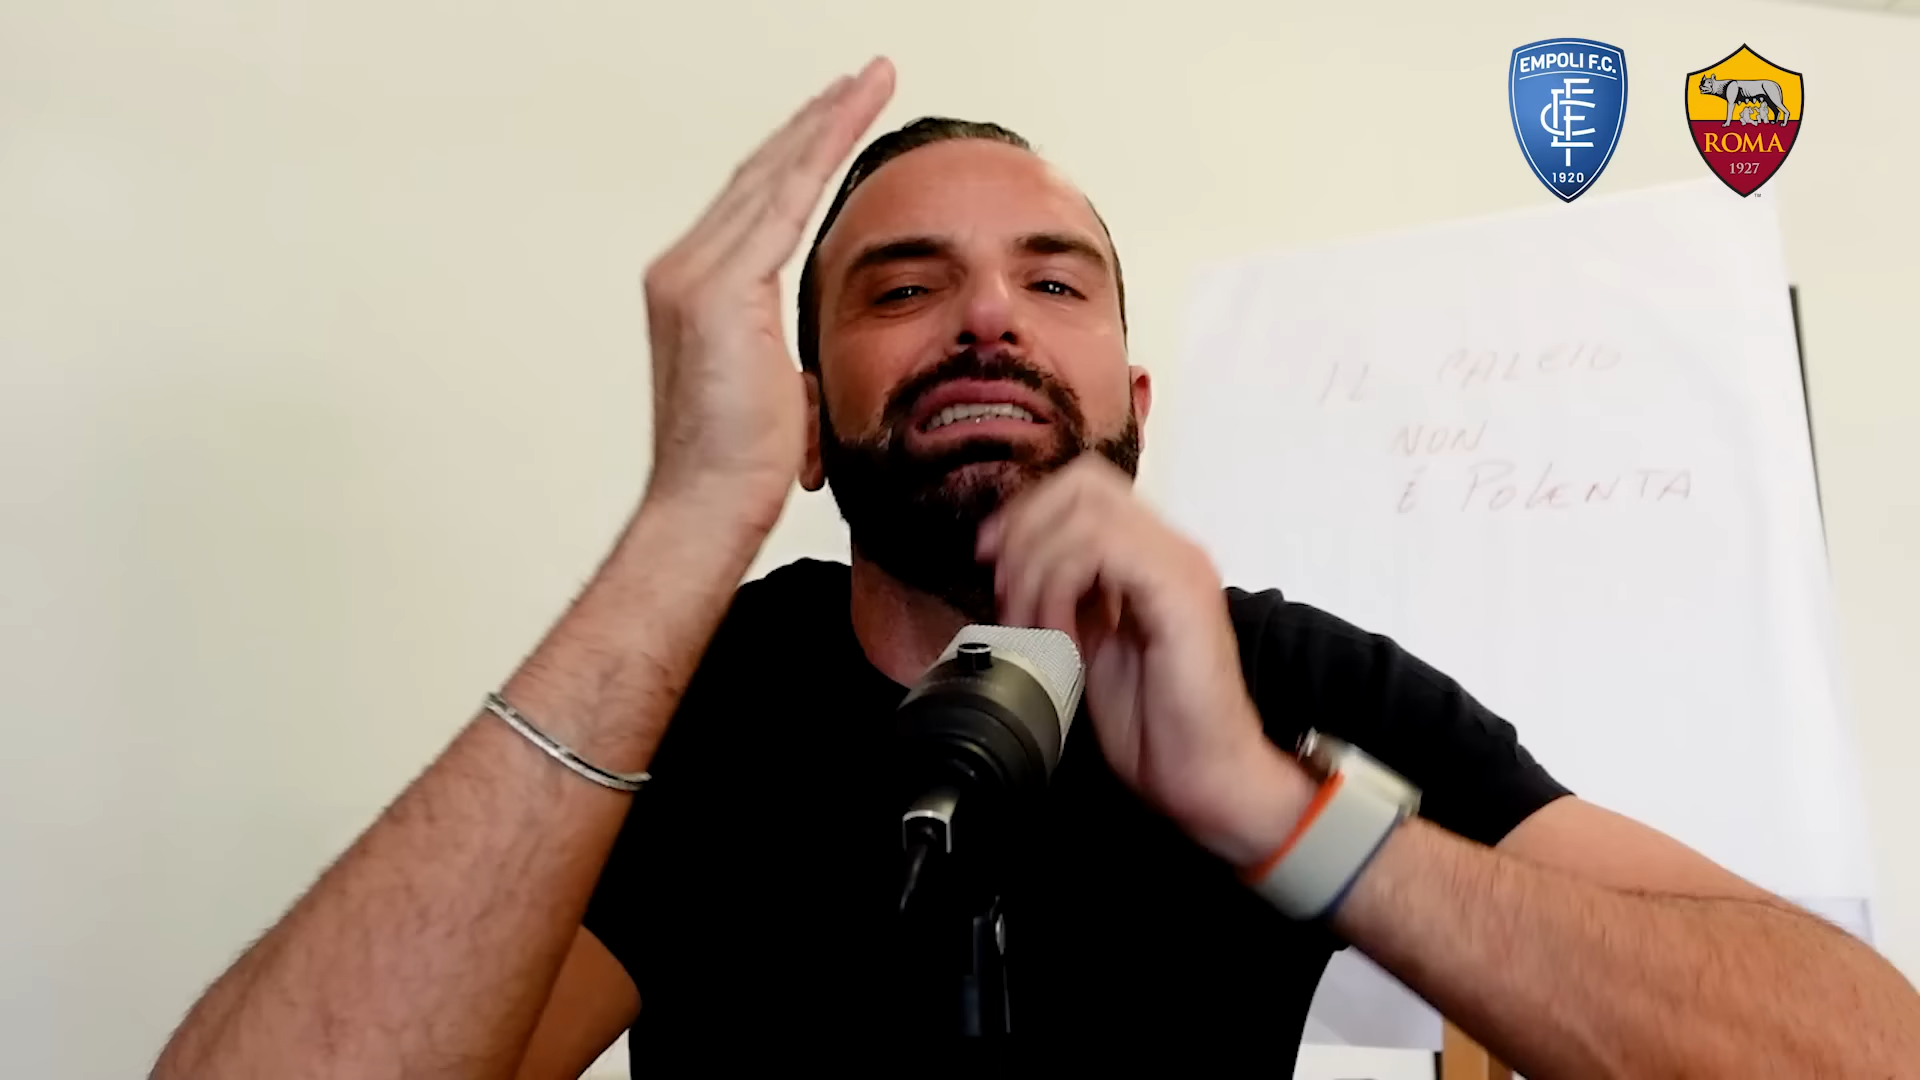 EMPOLI F.C.
1920
ROMA
1927
IL CALCIO
NON
È POLENTA